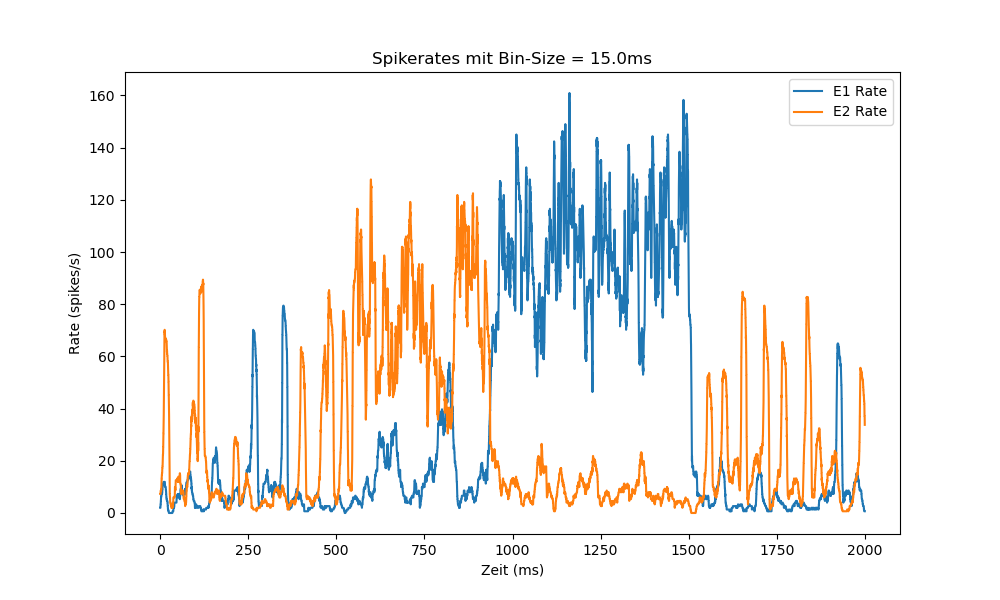 Spikerates mit Bin-Size = 15.0ms
E1 Rate
E2 Rate
160
140
120
100
80
60
40
20
0
Rate (spikes/s)
0 250 500 750 1000 1250 1500 1750 2000
Zeit (ms)